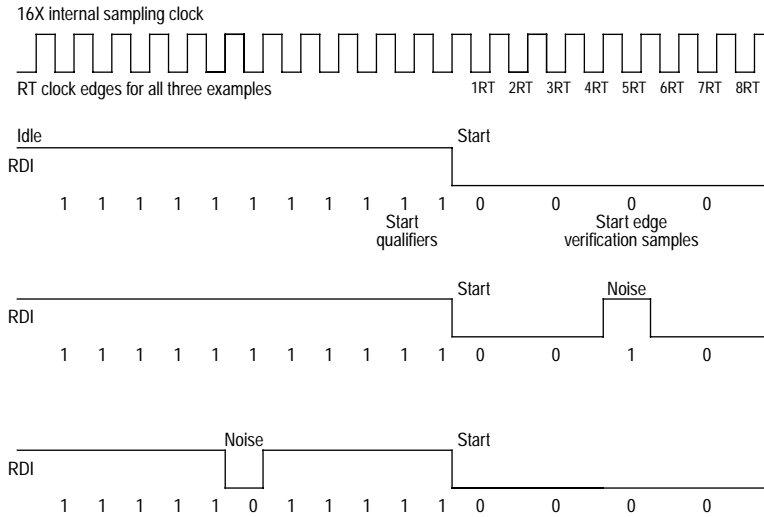 16X internal sampling clock
1RT 2RT 3RT 4RT 5RT 6RT 7RT 8RT
RT clock edges for all three examples
Idle Start
RDI
1 1 1 1 1 1 1 1 1 1 1 0 0 0 0
Start qualifiers
Start edge verification samples
Start Noise
RDI
1 1 1 1 1 1 1 1 1 1 1 0 0 1 0
Noise Start
RDI
1 1 1 1 1 0 1 1 1 1 1 0 0 0 0